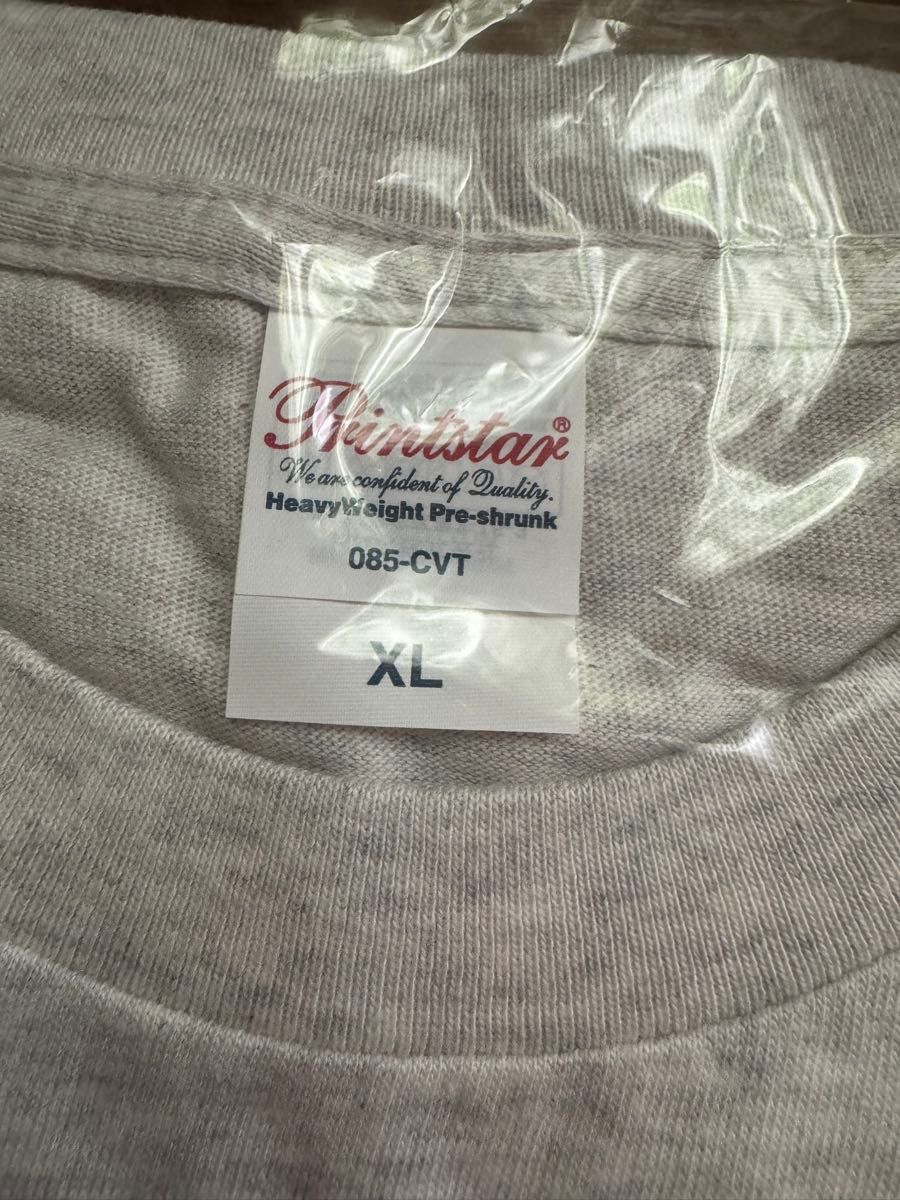 Printstar®
We are confident of Quality.
HeavyWeight Pre-shrunk
085-CVT
XL